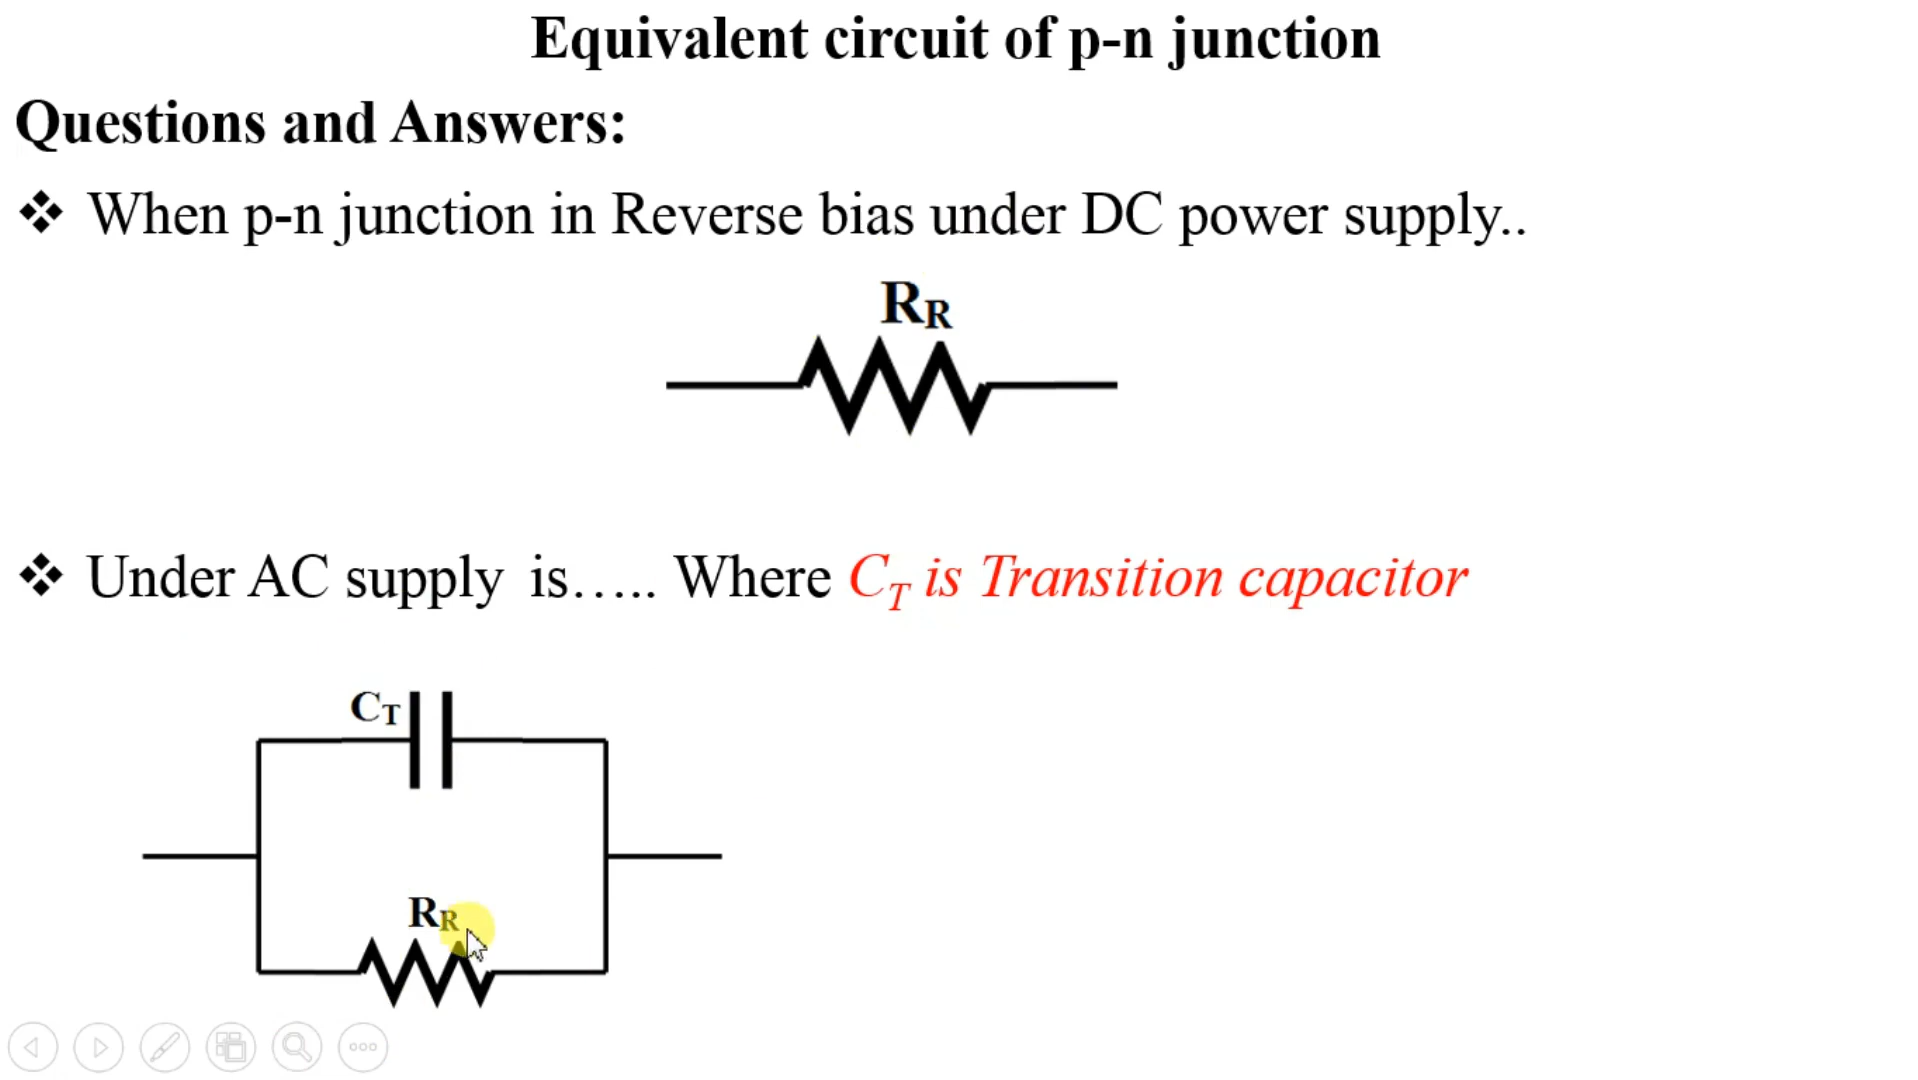 Equivalent circuit of p-n junction
Questions and Answers:
❖ When p-n junction in Reverse bias under DC power supply..
RR
❖ Under AC supply is..... Where CT is Transition capacitor
CT
RR